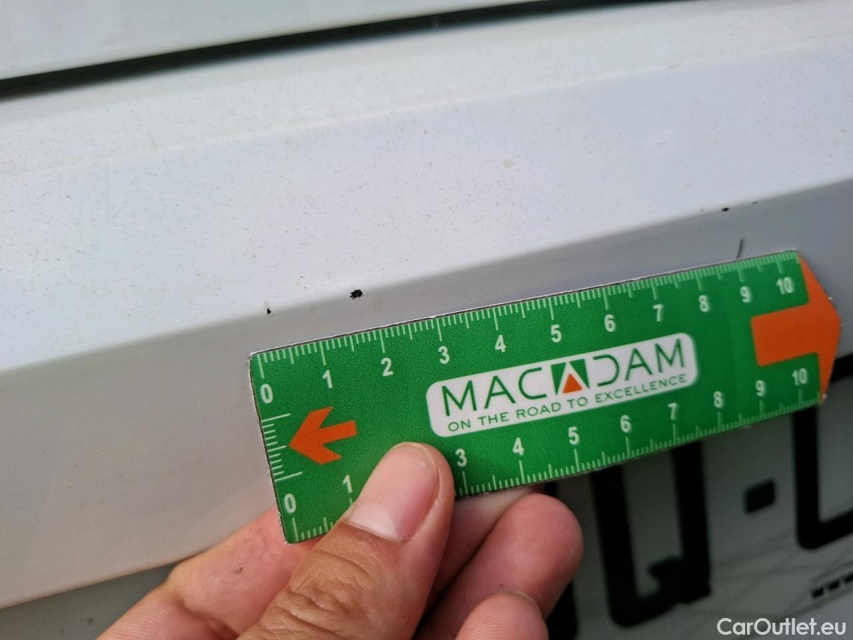 0 1 2 3 4 5 6 7 8 9 10
MACADAM
ON THE ROAD TO EXCELLENCE
0 1 3 4 5 6 7 8 9 10
www
CarOutlet.eu